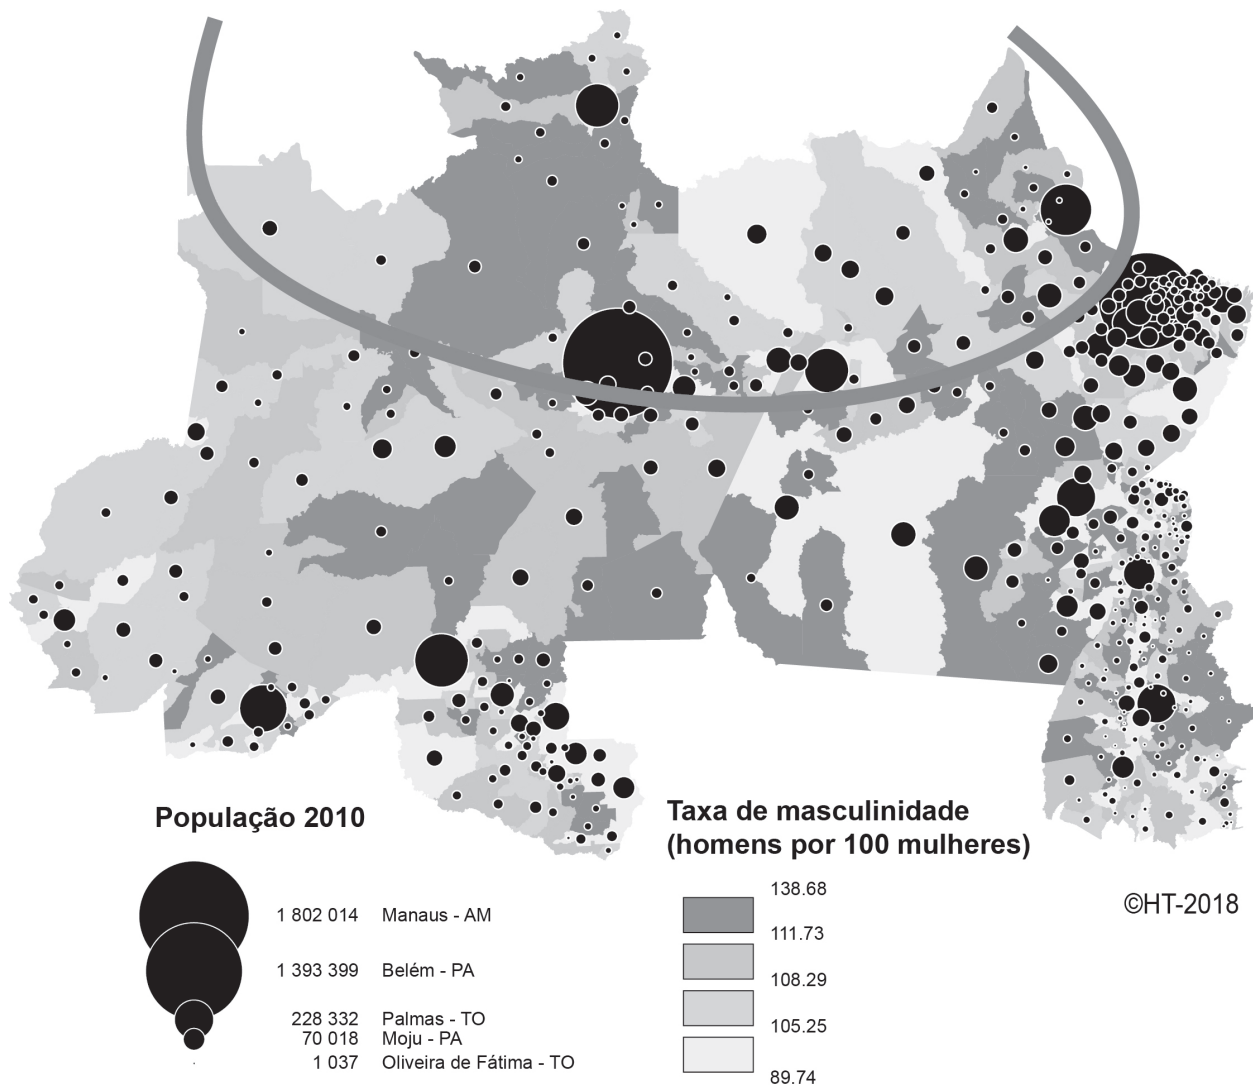 População 2010
1 802 014 Manaus - AM
1 393 399 Belém - PA
228 332 Palmas - TO
70 018 Moju - PA
1 037 Oliveira de Fátima - TO
Taxa de masculinidade
(homens por 100 mulheres)
138.68
111.73
108.29
105.25
89.74
©HT-2018